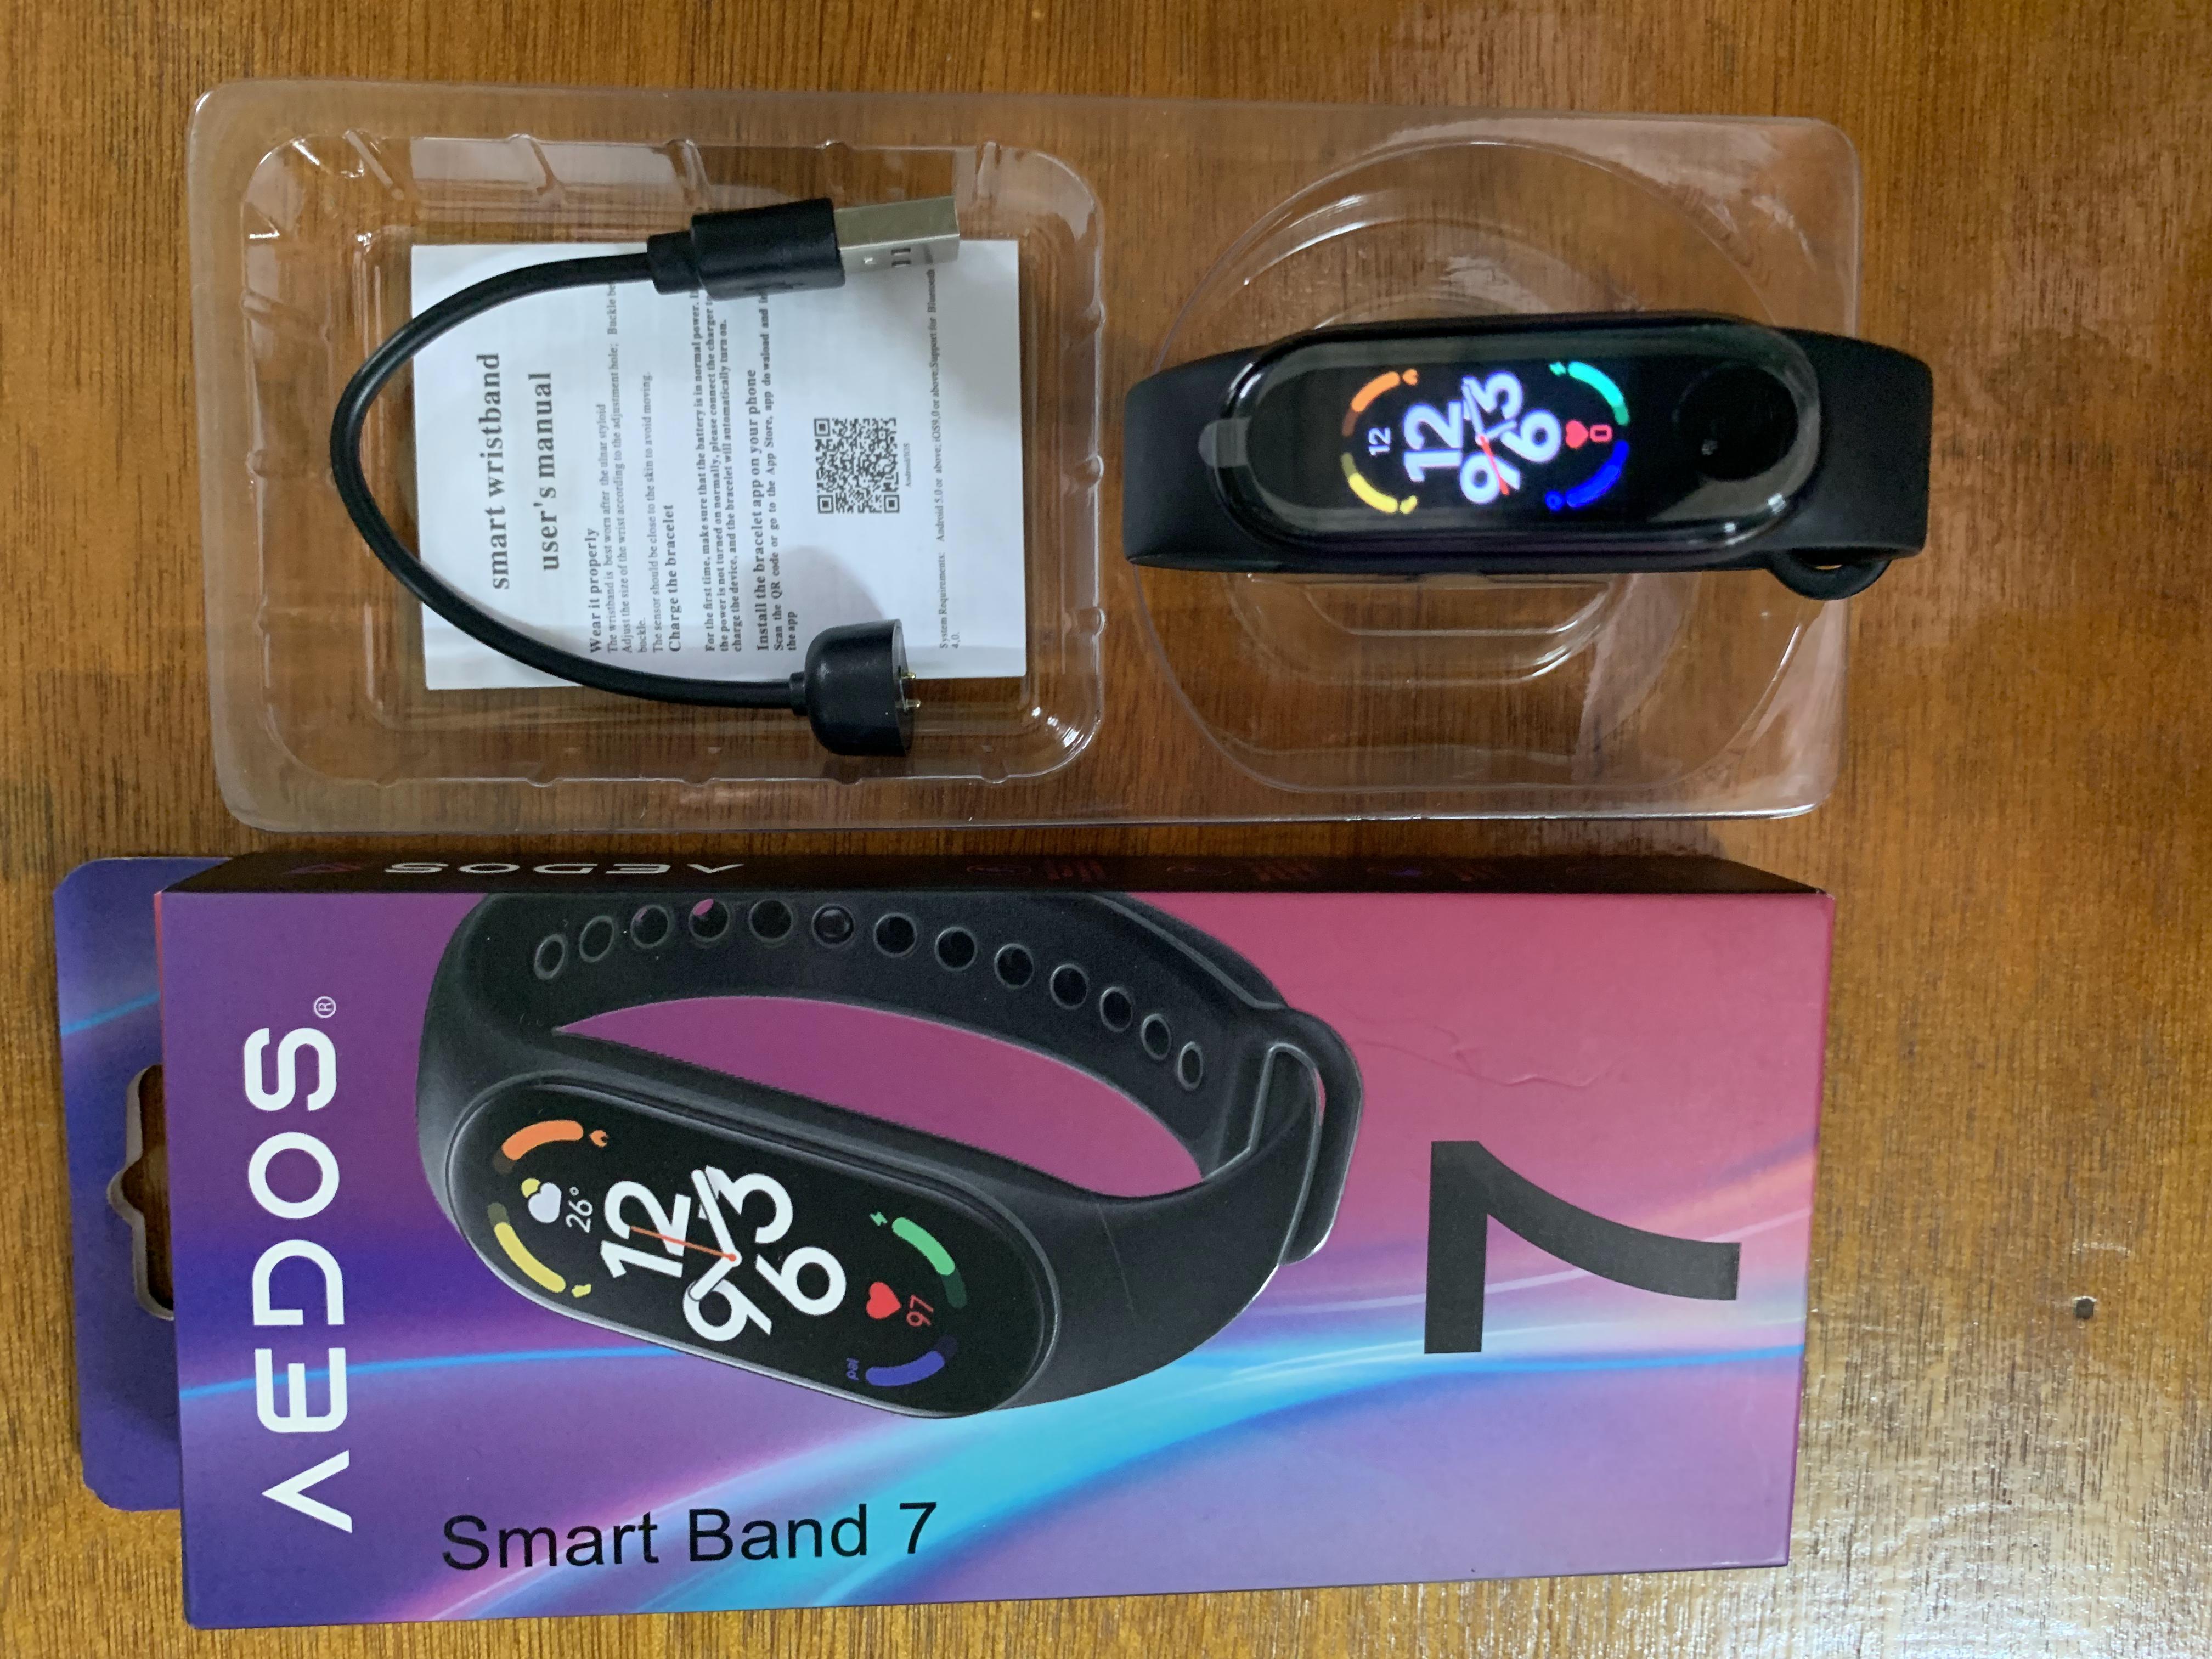 AEDOS®
Smart Band 7
26°
12
9
3
6
pai
97
7
AEDOS
smart wristband
user's manual
Wear it properly
The wristband is best worn after the ulnar styloid
Adjust the size of the wrist according to the adjustment hole; Buckle
buckle.
The sensor should be close to the skin to avoid moving.
Charge the bracelet
For the first time, make sure that the battery is in normal power.
the power is not turned on normally, please connect the charger to
charge the device, and the bracelet will automatically turn on.
Install the bracelet app on your phone
Scan the QR code or go to the App Store, app do wnload and
the app
System Requirements: Android 5.0 or above; iOS9.0 or above;Support for Bluetooth
4.0.
12
12
9
3
6
0